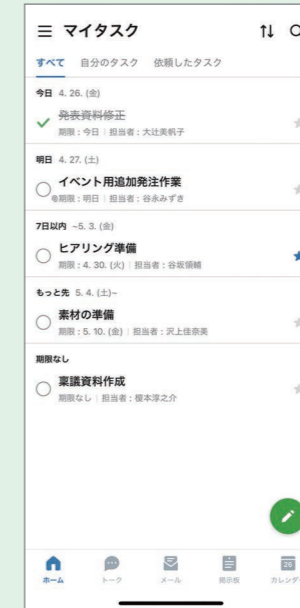 マイタスク
すべて 自分のタスク 依頼したタスク
今日 4. 26. (金)
発表資料修正
期限：今日 | 担当者：大辻美帆子
明日 4. 27. (土)
イベント用追加発注作業
期限：明日 | 担当者：谷永みずき
7日以内 ~5. 3. (金)
ヒアリング準備
期限：4. 30. (火) | 担当者：谷坂領輔
もっと先 5. 4. (土)~
素材の準備
期限：5. 10. (金) | 担当者：沢上佳奈美
期限なし
稟議資料作成
期限なし | 担当者：榎本淳之介
26
ホーム トーク メール 掲示板 カレンダ